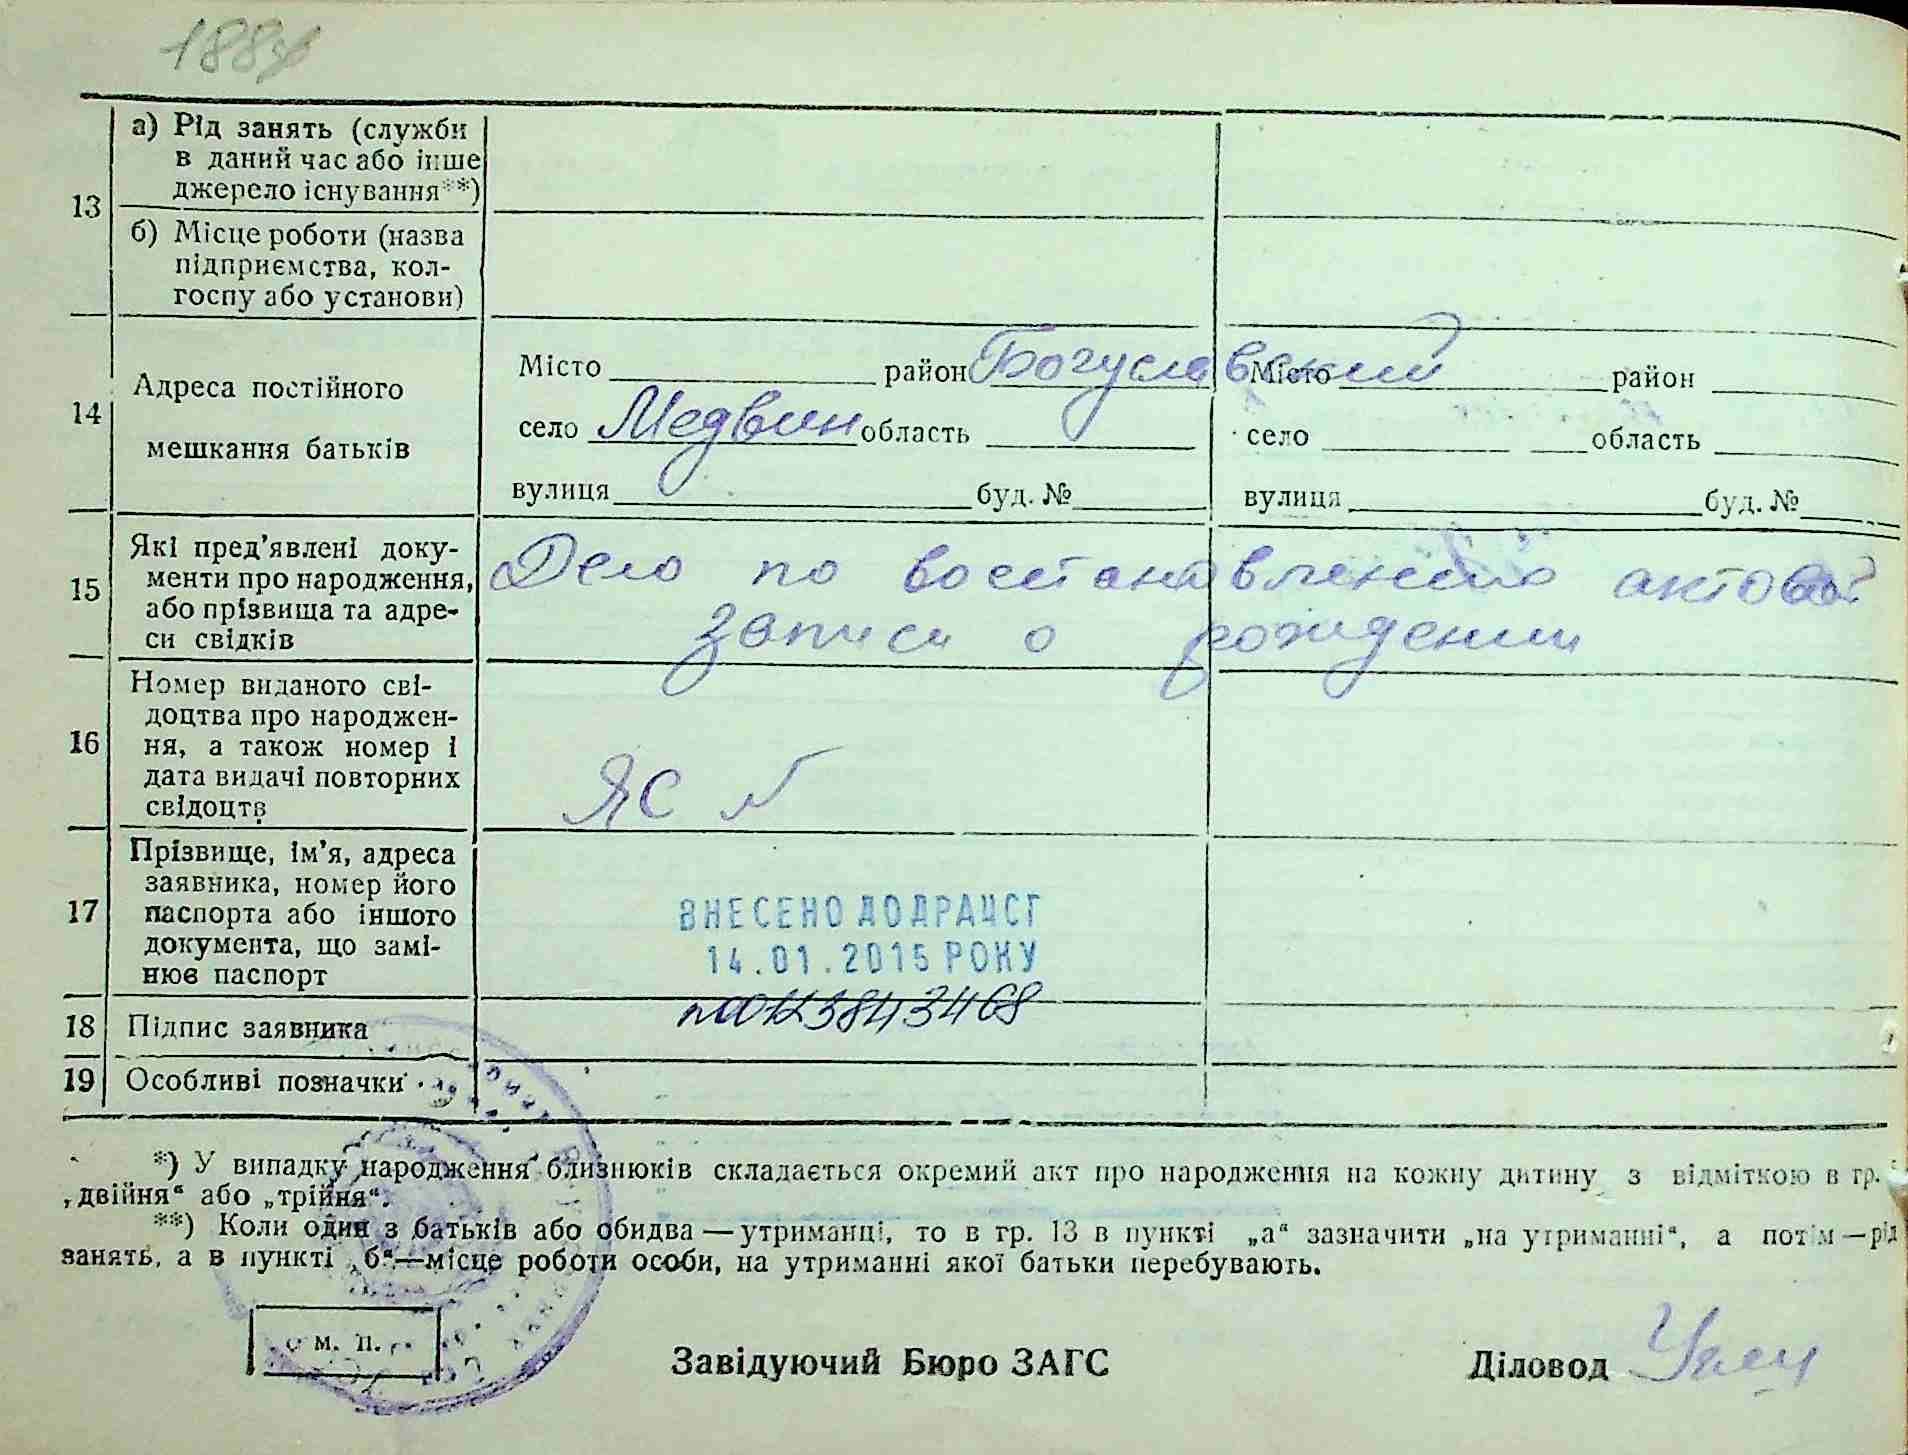 а) Рід занять (служби
в даний час або інше
джерело існування**)
13
б) Місце роботи (назва
підприємства, кол-
госпу або установи)
Місто район Богуславский Місто район
Адреса постійного
14
село Медвин область село область
мешкання батьків
вулиця буд. № вулиця буд. №
Які пред'явлені доку-
менти про народження,
15
або прізвища та адре-
си свідків
Дело по восстановлению актовой
записи о рождении
Номер виданого сві-
доцтва про народжен-
16
ня, а також номер і
дата видачі повторних
свідоцтв
ЯС №
Прізвище, ім'я, адреса
заявника, номер його
17
паспорта або іншого
документа, що замі-
нює паспорт
ВНЕСЕНО ДО ДРАЦСГ
14.01.2015 РОКУ
18 Підпис заявника
19 Особливі позначки
*) У випадку народження близнюків складається окремий акт про народження на кожну дитину з відміткою в гр.
„двійня“ або „трійня“.
**) Коли один з батьків або обидва — утриманці, то в гр. 13 в пункті „а“ зазначити „на утриманні“, а потім — рід
занять, а в пункті „б“ — місце роботи особи, на утриманні якої батьки перебувають.
м. п.
Завідуючий Бюро ЗАГС Діловод